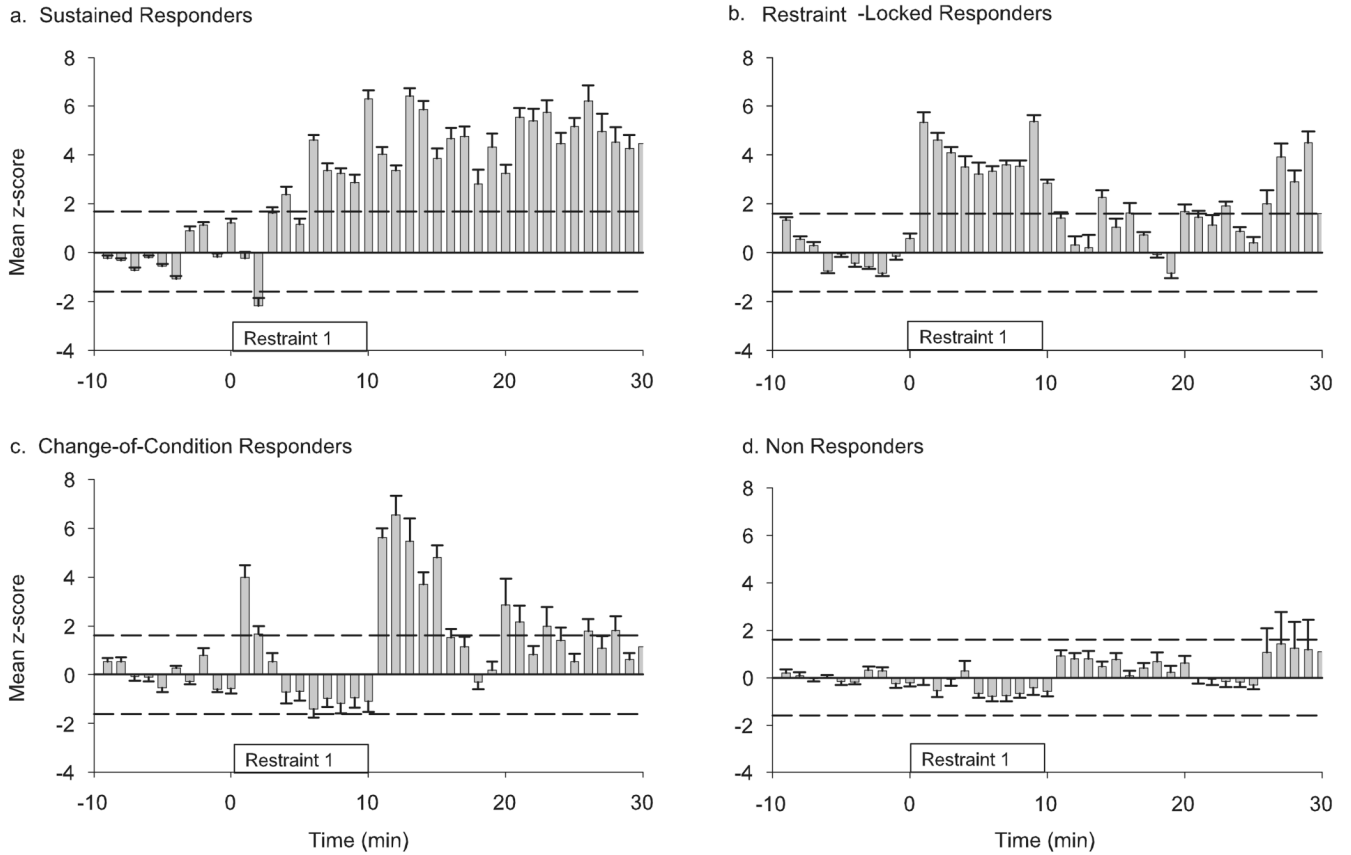 a. Sustained Responders
8
6
4
2
0
-2
-4
Mean z-score
Restraint 1
-10 0 10 20 30
b. Restraint -Locked Responders
8
6
4
2
0
-2
-4
Restraint 1
-10 0 10 20 30
c. Change-of-Condition Responders
8
6
4
2
0
-2
-4
Mean z-score
Restraint 1
-10 0 10 20 30
Time (min)
d. Non Responders
8
6
4
2
0
-2
-4
Restraint 1
-10 0 10 20 30
Time (min)